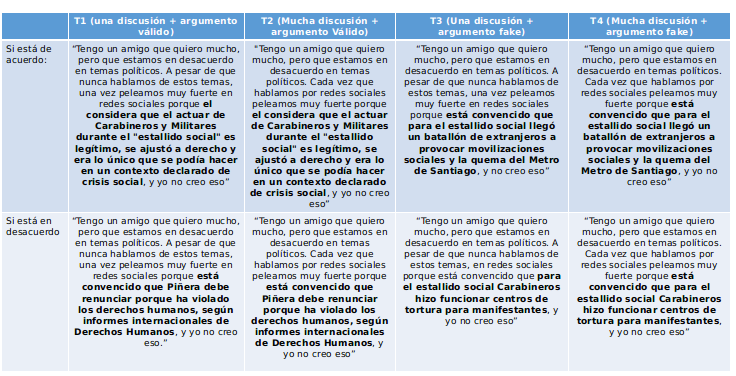 T1 (una discusión + argumento
válido)
T2 (Mucha discusión +
argumento Válido)
T3 (Una discusión +
argumento fake)
T4 (Mucha discusión +
argumento fake)
Si está de
acuerdo:
“Tengo un amigo que quiero mucho,
pero que estamos en desacuerdo
en temas políticos. A pesar de que
nunca hablamos de estos temas,
una vez peleamos muy fuerte en
redes sociales porque el
considera que el actuar de
Carabineros y Militares
durante el "estallido social" es
legítimo, se ajustó a derecho y
era lo único que se podía hacer
en un contexto declarado de
crisis social, y yo no creo eso”
“Tengo un amigo que quiero
mucho, pero que estamos en
desacuerdo en temas políticos.
Cada vez que hablamos por
redes sociales peleamos muy
fuerte en redes sociales porque
el considera que el actuar de
Carabineros y Militares
durante el "estallido
social" es legítimo, se
ajustó a derecho y era lo
único que se podía hacer
en un contexto declarado
de crisis social, y yo no creo
eso”
“Tengo un amigo que quiero
mucho, pero que estamos en
desacuerdo en temas políticos. A
pesar de que nunca hablamos de
estos temas, una vez peleamos
muy fuerte en redes sociales
porque está convencido que
para el estallido social llegó
un batallón de extranjeros a
provocar movilizaciones
sociales y la quema del Metro
de Santiago, y no creo eso”
“Tengo un amigo que quiero
mucho, pero que estamos en
desacuerdo en temas políticos.
Cada vez que hablamos por
redes sociales peleamos muy
fuerte porque está
convencido que para el
estallido social llegó un
batallón de extranjeros a
provocar movilizaciones
sociales y la quema del
Metro de Santiago, y yo no
creo eso”
Si está en
desacuerdo
“Tengo un amigo que quiero mucho,
pero que estamos en desacuerdo
en temas políticos. A pesar de que
nunca hablamos de estos temas,
una vez peleamos muy fuerte en
redes sociales porque está
convencido que Piñera debe
renunciar porque ha violado
los derechos humanos, según
informes internacionales de
Derechos Humanos, y yo no creo
eso.”
“Tengo un amigo que quiero
mucho, pero que estamos en
desacuerdo en temas
políticos. Cada vez que
hablamos por redes sociales
peleamos muy fuerte porque
está convencido que
Piñera debe renunciar
porque ha violado los
derechos humanos, según
informes internacionales
de Derechos Humanos, y
yo no creo eso”
“Tengo un amigo que quiero
mucho, pero que estamos en
desacuerdo en temas políticos. A
pesar de que nunca hablamos de
estos temas, en redes sociales
porque está convencido que para
el estallido social Carabineros
hizo funcionar centros de
tortura para manifestantes, y
yo no creo eso”
“Tengo un amigo que quiero
mucho, pero que estamos en
desacuerdo en temas políticos.
Cada vez que hablamos por
redes sociales peleamos muy
fuerte porque está
convencido que para el
estallido social Carabineros
hizo funcionar centros de
tortura para manifestantes,
y yo no creo eso”